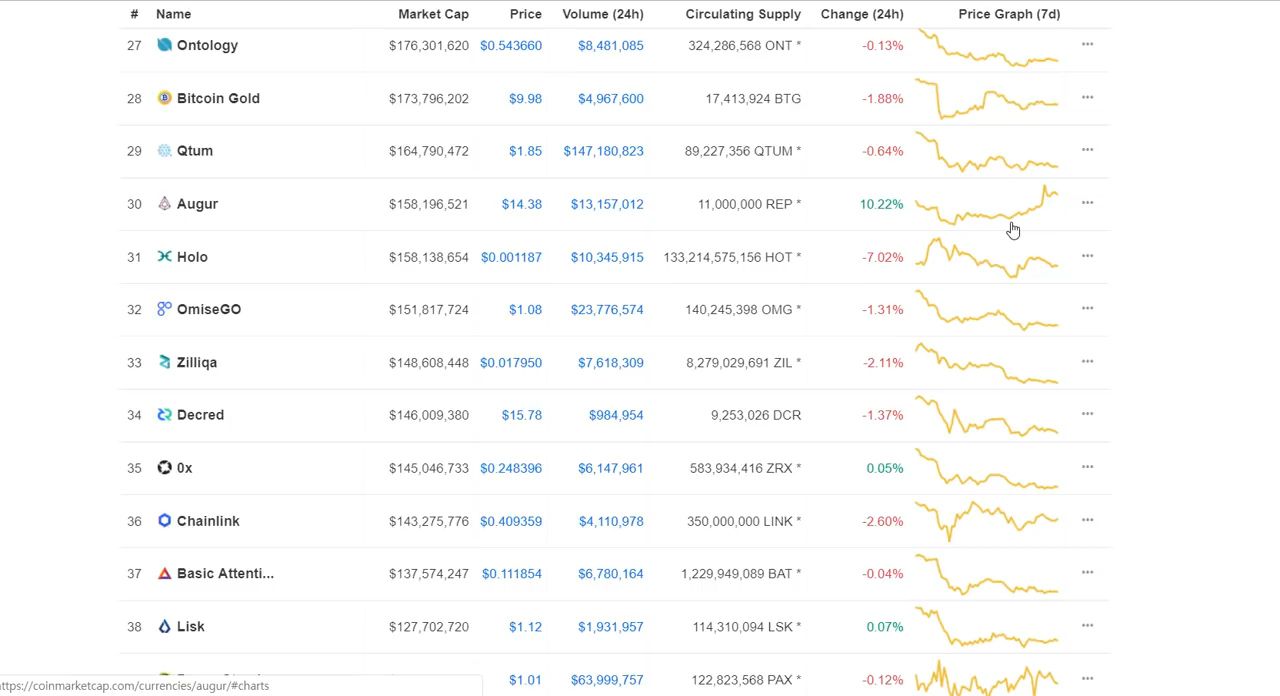 # Name Market Cap Price Volume (24h) Circulating Supply Change (24h) Price Graph (7d)
27 Ontology $176,301,620 $0.543660 $8,481,085 324,286,568 ONT * -0.13%
28 Bitcoin Gold $173,796,202 $9.98 $4,967,600 17,413,924 BTG -1.88%
29 Qtum $164,790,472 $1.85 $147,180,823 89,227,356 QTUM * -0.64%
30 Augur $158,196,521 $14.38 $13,157,012 11,000,000 REP * 10.22%
31 Holo $158,138,654 $0.001187 $10,345,915 133,214,575,156 HOT * -7.02%
32 OmiseGO $151,817,724 $1.08 $23,776,574 140,245,398 OMG * -1.31%
33 Zilliqa $148,608,448 $0.017950 $7,618,309 8,279,029,691 ZIL * -2.11%
34 Decred $146,009,380 $15.78 $984,954 9,253,026 DCR -1.37%
35 0x $145,046,733 $0.248396 $6,147,961 583,934,416 ZRX * 0.05%
36 Chainlink $143,275,776 $0.409359 $4,110,978 350,000,000 LINK * -2.60%
37 Basic Attenti... $137,574,247 $0.111854 $6,780,164 1,229,949,089 BAT * -0.04%
38 Lisk $127,702,720 $1.12 $1,931,957 114,310,094 LSK * 0.07%
$1.01 $63,999,757 122,823,568 PAX * -0.12%
ttps://coinmarketcap.com/currencies/augur/#charts